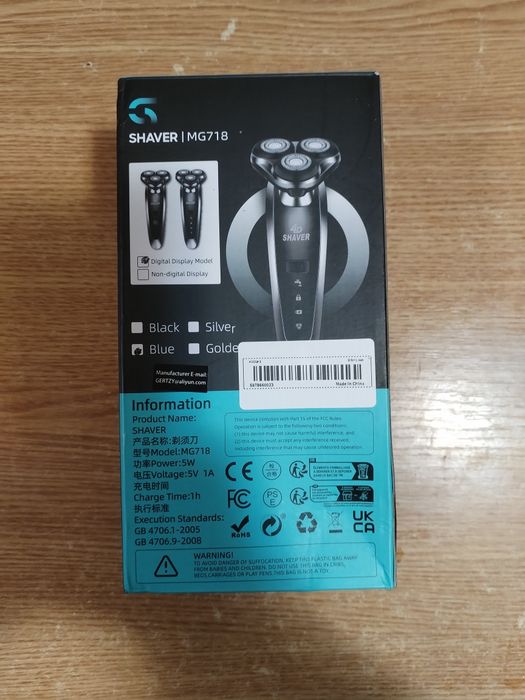 SHAVER | MG718
4D
SHAVER
Digital Display Model
Non-digital Display
Black
Silver
Blue
Golde
Manufacturer E-mail:
GERTZY@aliyun.com
Made in China
Information
Product Name:
SHAVER
产品名称:剃须刀
型号Model:MG718
功率Power:5W
电压Voltage:5V 1A
充电时间
Charge Time:1h
执行标准
Execution Standards:
GB 4706.1-2005
GB 4706.9-2008
This device complies with Part 15 of the FCC Rules.
Operation is subject to the following two conditions:
(1) this device may not cause harmful interference, and
(2) this device must accept any interference received,
including interference that may cause undesired operation.
CE
检
合格
FC
PS
E
RoHS
UK
CA
WARNING!
TO AVOID DANGER OF SUFFOCATION, KEEP THIS PLASTIC BAG AWAY
FROM BABIES AND CHILDREN. DO NOT USE THIS BAG IN CRIBS,
BEDS,CARRIAGES OR PLAY PENS.THIS BAG IS NOT A TOY.